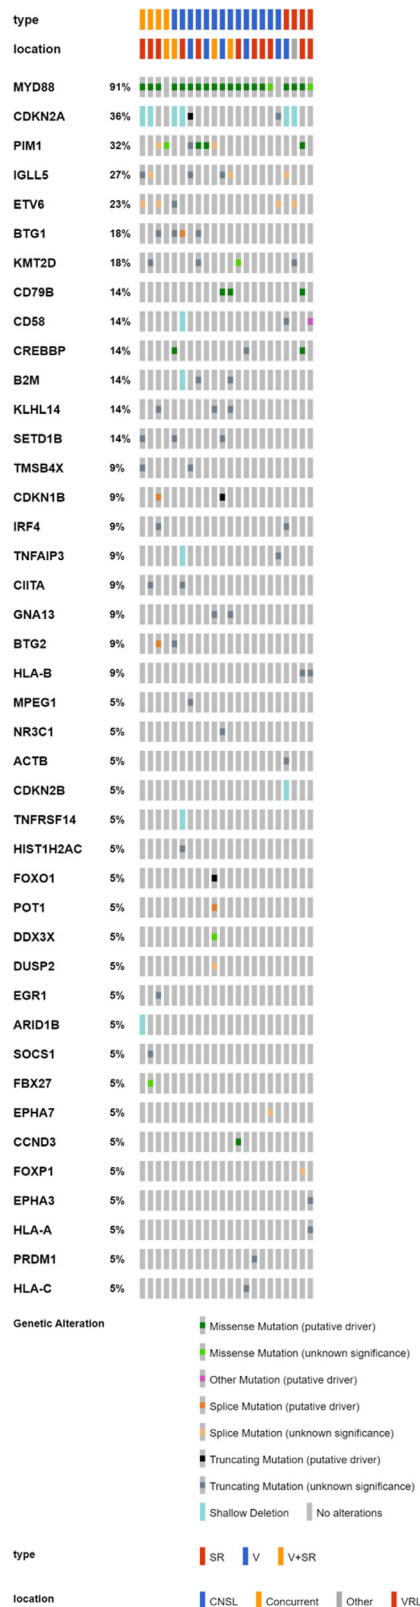 type
location
MYD88 91%
CDKN2A 36%
PIM1 32%
IGLL5 27%
ETV6 23%
BTG1 18%
KMT2D 18%
CD79B 14%
CD58 14%
CREBBP 14%
B2M 14%
KLHL14 14%
SETD1B 14%
TMSB4X 9%
CDKN1B 9%
IRF4 9%
TNFAIP3 9%
CIITA 9%
GNA13 9%
BTG2 9%
HLA-B 9%
MPEG1 5%
NR3C1 5%
ACTB 5%
CDKN2B 5%
TNFRSF14 5%
HIST1H2AC 5%
FOXO1 5%
POT1 5%
DDX3X 5%
DUSP2 5%
EGR1 5%
ARID1B 5%
SOCS1 5%
FBX27 5%
EPHA7 5%
CCND3 5%
FOXP1 5%
EPHA3 5%
HLA-A 5%
PRDM1 5%
HLA-C 5%
Genetic Alteration Missense Mutation (putative driver)
Missense Mutation (unknown significance)
Other Mutation (putative driver)
Splice Mutation (putative driver)
Splice Mutation (unknown significance)
Truncating Mutation (putative driver)
Truncating Mutation (unknown significance)
Shallow Deletion No alterations
type SR V V+SR
location CNSL Concurrent Other VRL